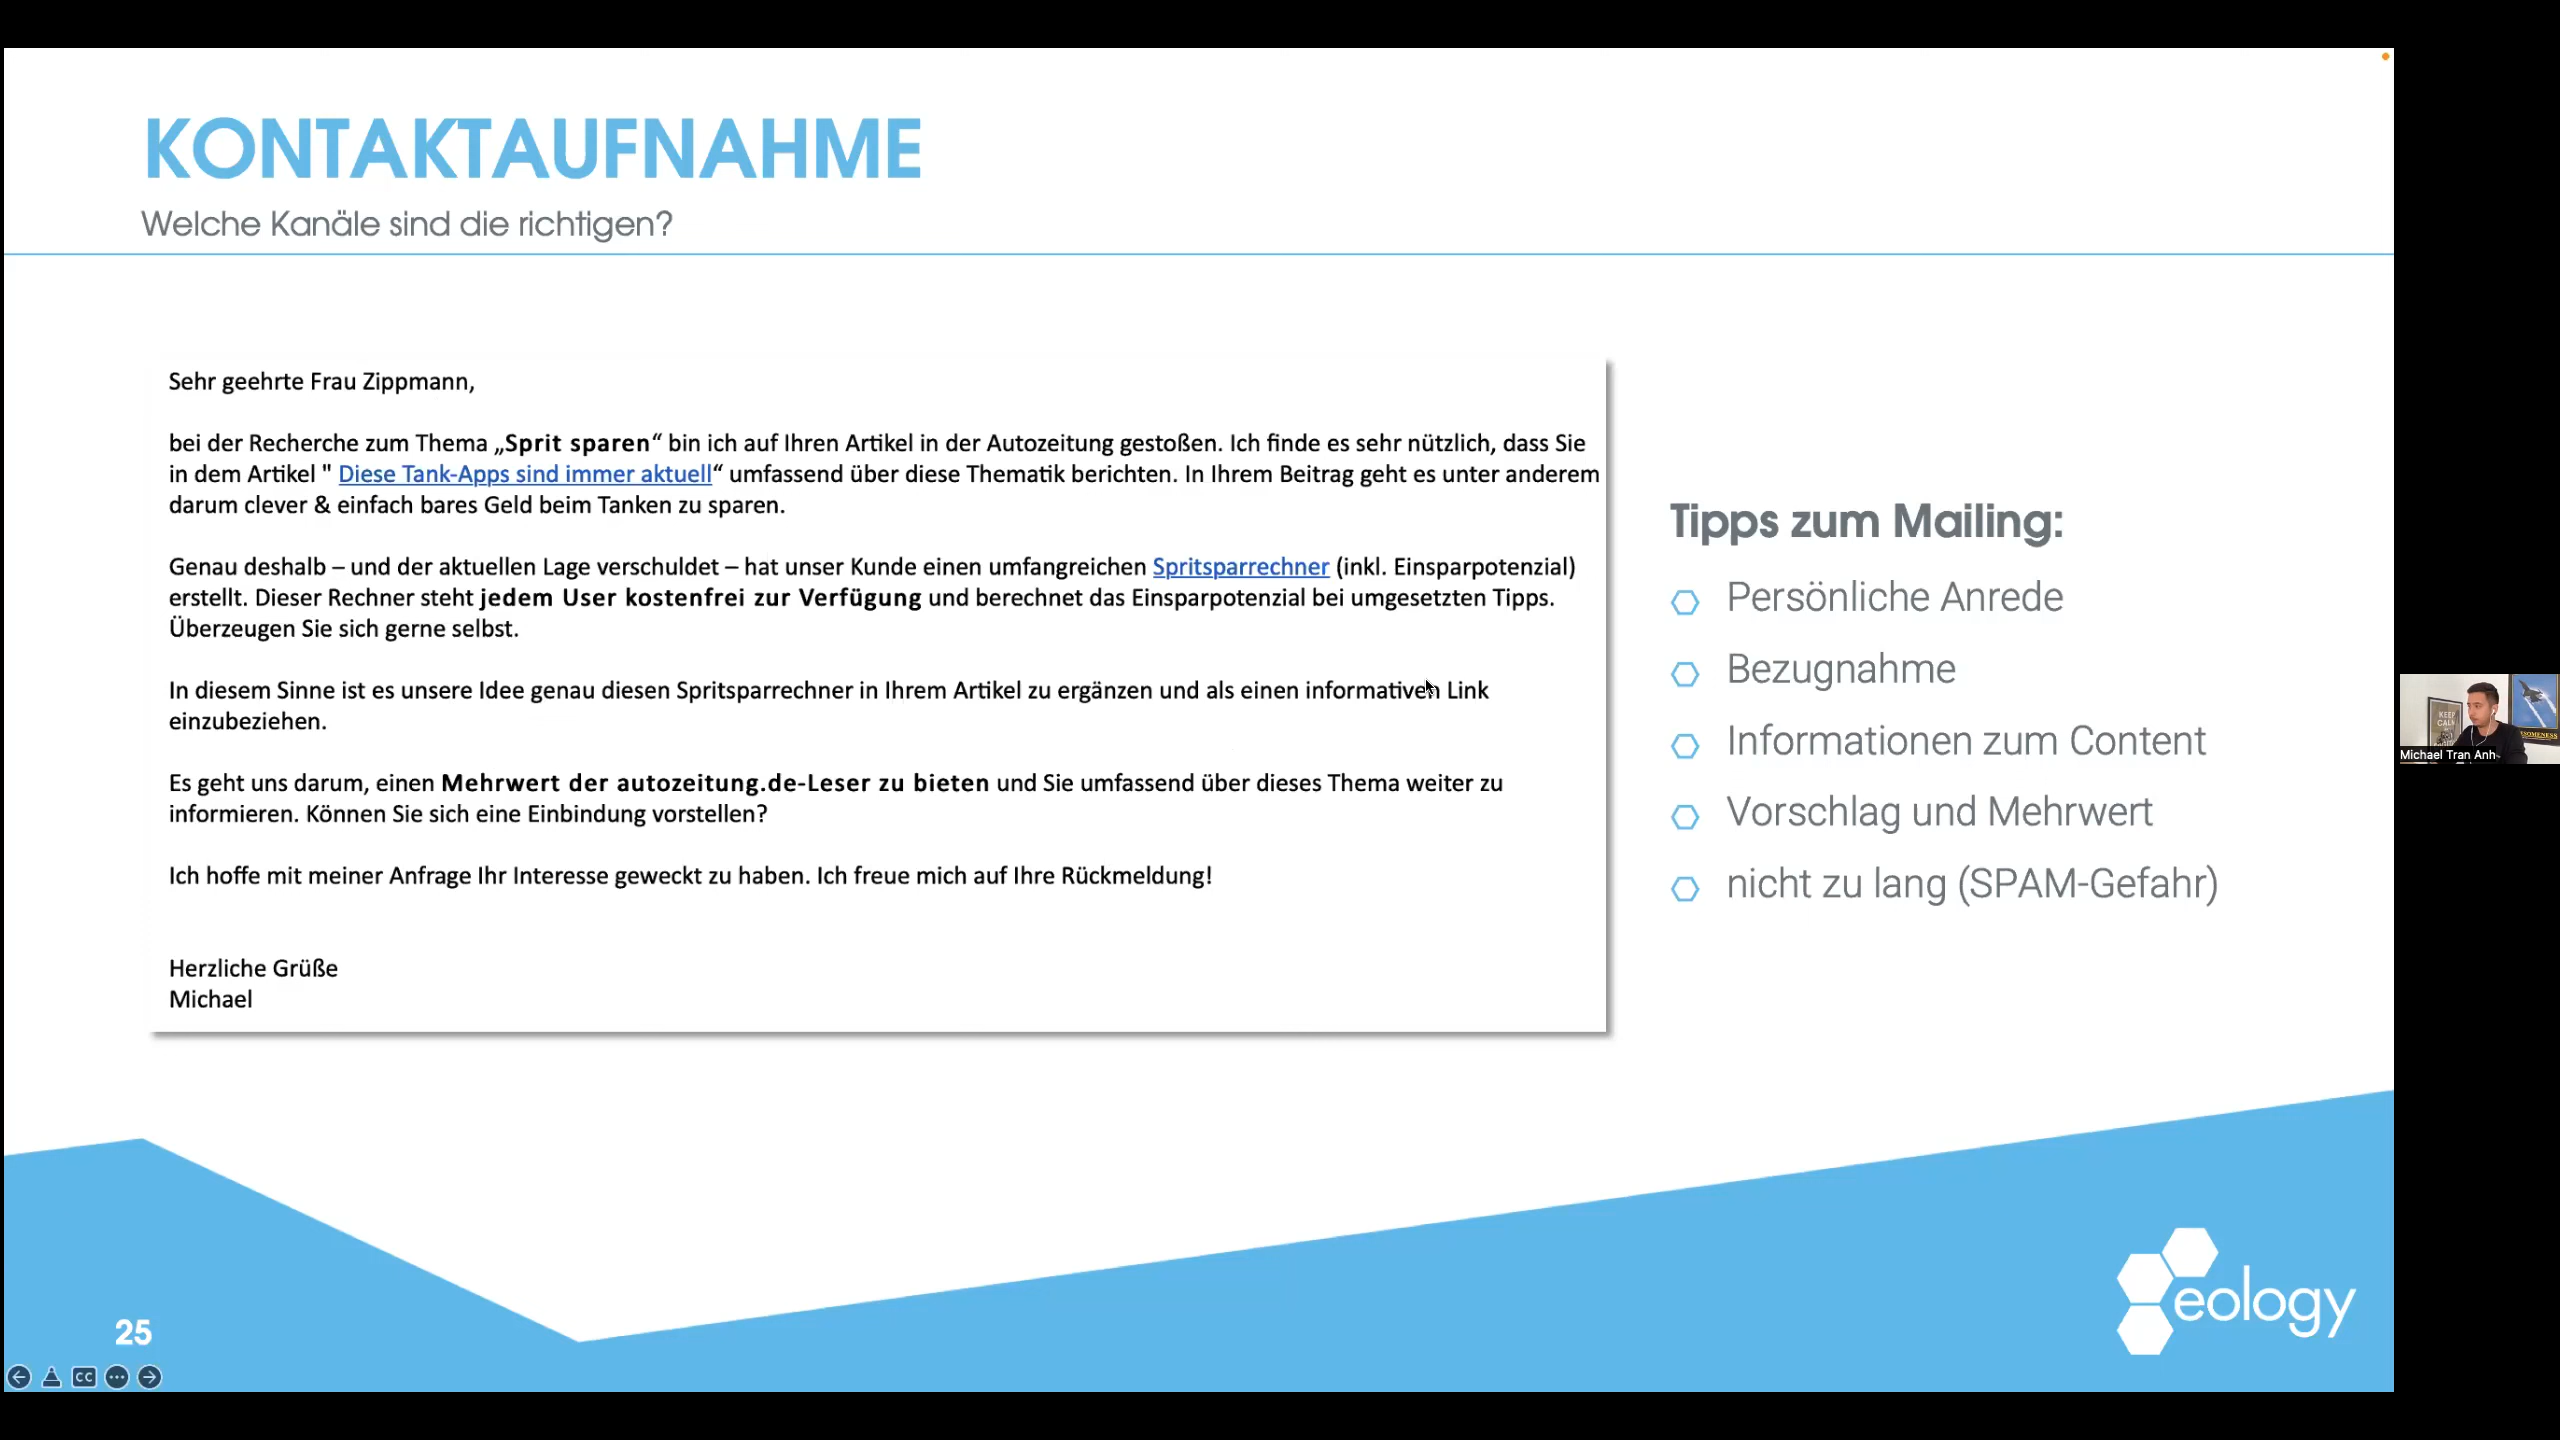 KONTAKTAUFNAHME
Welche Kanäle sind die richtigen?
Sehr geehrte Frau Zippmann,
bei der Recherche zum Thema „Sprit sparen“ bin ich auf Ihren Artikel in der Autozeitung gestoßen. Ich finde es sehr nützlich, dass Sie
in dem Artikel " Diese Tank-Apps sind immer aktuell“ umfassend über diese Thematik berichten. In Ihrem Beitrag geht es unter anderem
darum clever & einfach bares Geld beim Tanken zu sparen.
Genau deshalb – und der aktuellen Lage verschuldet – hat unser Kunde einen umfangreichen Spritsparrechner (inkl. Einsparpotenzial)
erstellt. Dieser Rechner steht jedem User kostenfrei zur Verfügung und berechnet das Einsparpotenzial bei umgesetzten Tipps.
Überzeugen Sie sich gerne selbst.
In diesem Sinne ist es unsere Idee genau diesen Spritsparrechner in Ihrem Artikel zu ergänzen und als einen informativen Link
einzubeziehen.
Es geht uns darum, einen Mehrwert der autozeitung.de-Leser zu bieten und Sie umfassend über dieses Thema weiter zu
informieren. Können Sie sich eine Einbindung vorstellen?
Ich hoffe mit meiner Anfrage Ihr Interesse geweckt zu haben. Ich freue mich auf Ihre Rückmeldung!
Herzliche Grüße
Michael
Tipps zum Mailing:
Persönliche Anrede
Bezugnahme
Informationen zum Content
Vorschlag und Mehrwert
nicht zu lang (SPAM-Gefahr)
KEEP
CALM
Michael Tran Anh
eology
25
CC